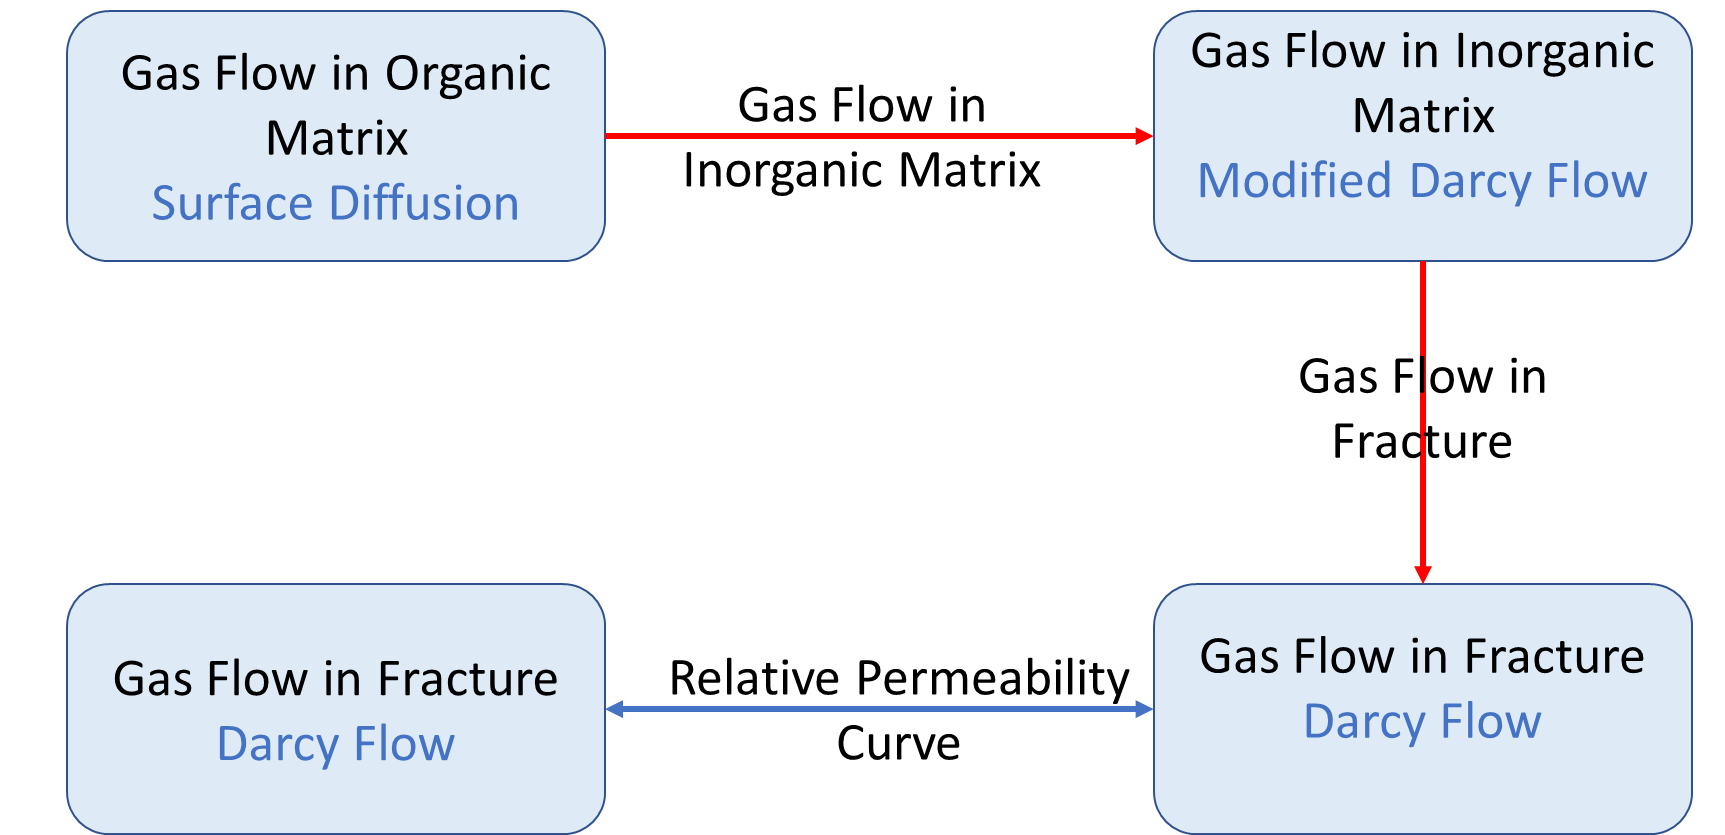 Gas Flow in Organic
Matrix
Surface Diffusion
Gas Flow in
Inorganic Matrix
Gas Flow in Inorganic
Matrix
Modified Darcy Flow
Gas Flow in
Fracture
Gas Flow in Fracture
Darcy Flow
Relative Permeability
Curve
Gas Flow in Fracture
Darcy Flow